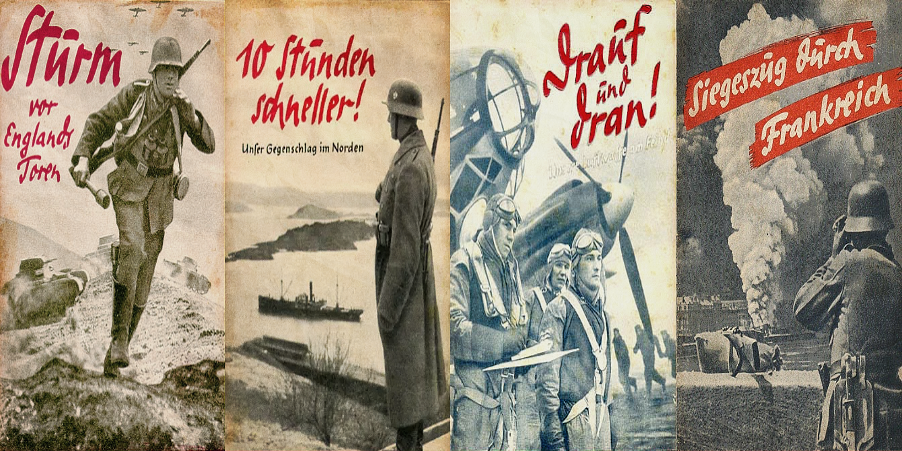 Sturm
vor
Englands
Toren
10 Stunden
schneller!
Unser Gegenschlag im Norden
Drauf
und
dran!
Siegeszug durch
Frankreich